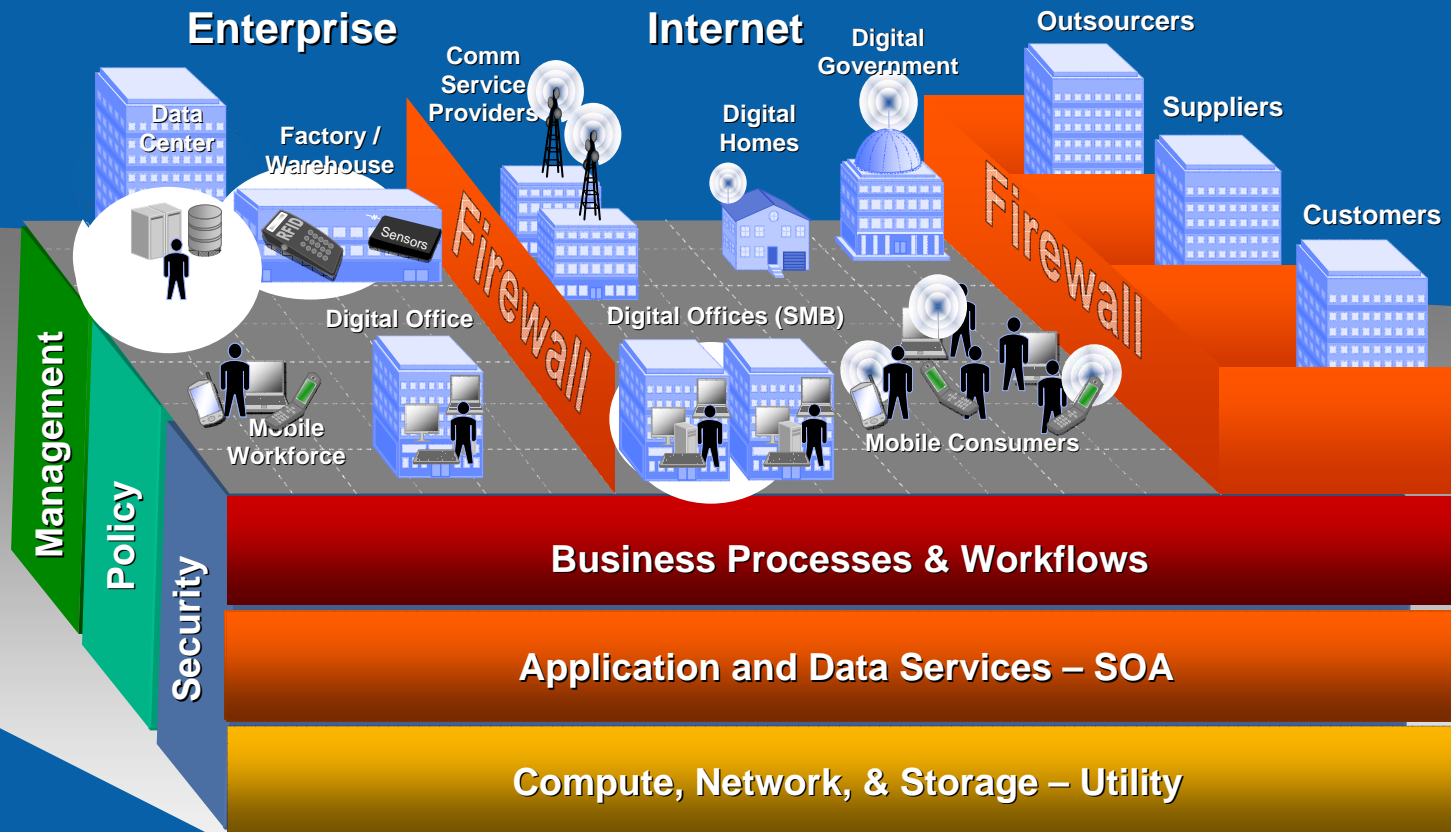 Enterprise
Internet
Outsourcers
Comm
Service
Providers
Digital
Government
Data
Center
Factory /
Warehouse
Digital
Homes
Suppliers
Customers
RFID
Sensors
Firewall
Firewall
Digital Office
Digital Offices (SMB)
Mobile
Workforce
Mobile Consumers
Management
Policy
Security
Business Processes & Workflows
Application and Data Services – SOA
Compute, Network, & Storage – Utility